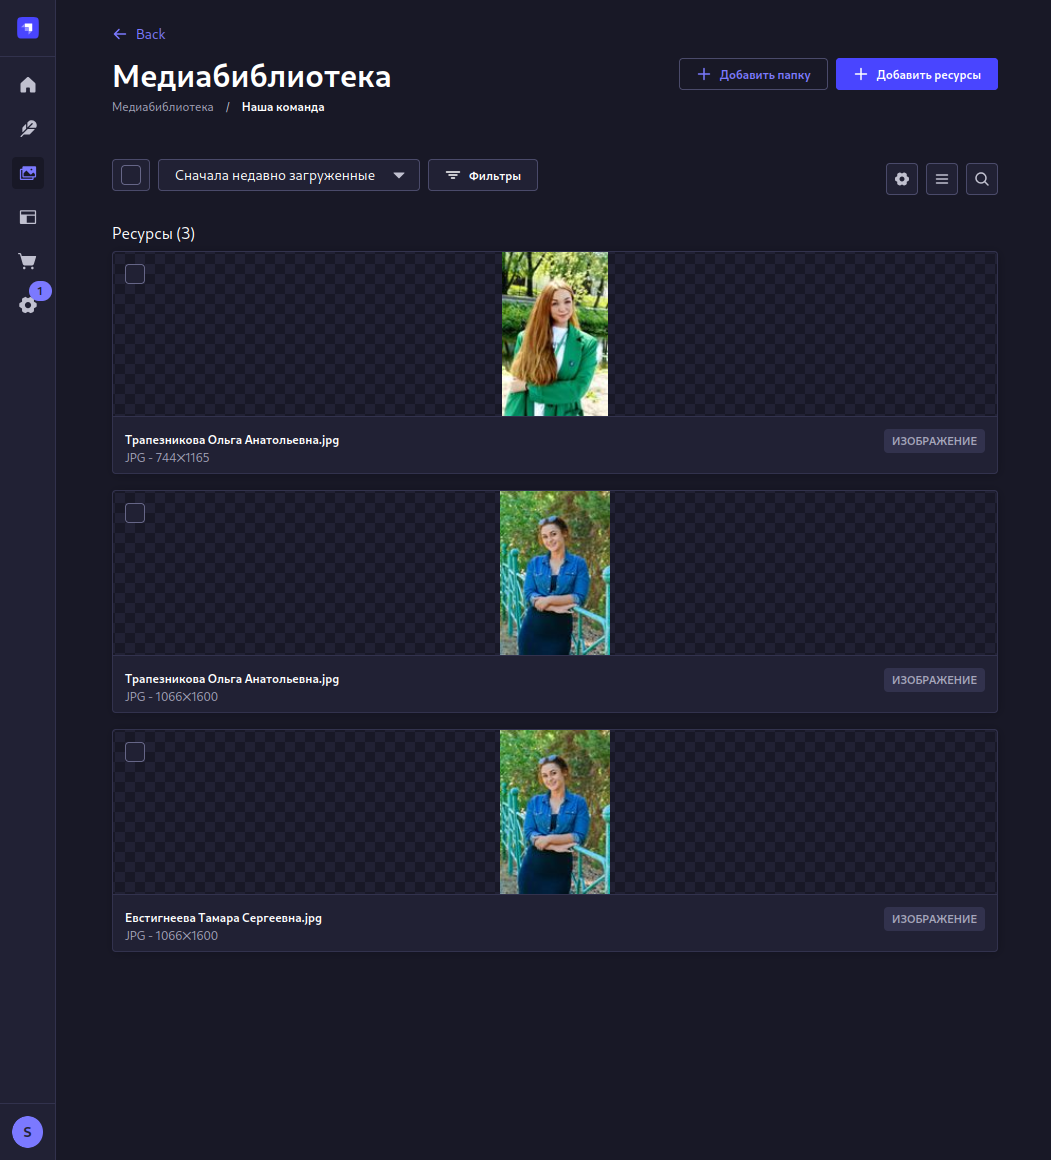 Back
Медиабиблиотека
Добавить папку
Добавить ресурсы
Медиабиблиотека / Наша команда
Сначала недавно загруженные
Фильтры
1
Ресурсы (3)
Трапезникова Ольга Анатольевна.jpg
ИЗОБРАЖЕНИЕ
JPG - 744✕1165
Трапезникова Ольга Анатольевна.jpg
ИЗОБРАЖЕНИЕ
JPG - 1066✕1600
Евстигнеева Тамара Сергеевна.jpg
ИЗОБРАЖЕНИЕ
JPG - 1066✕1600
S